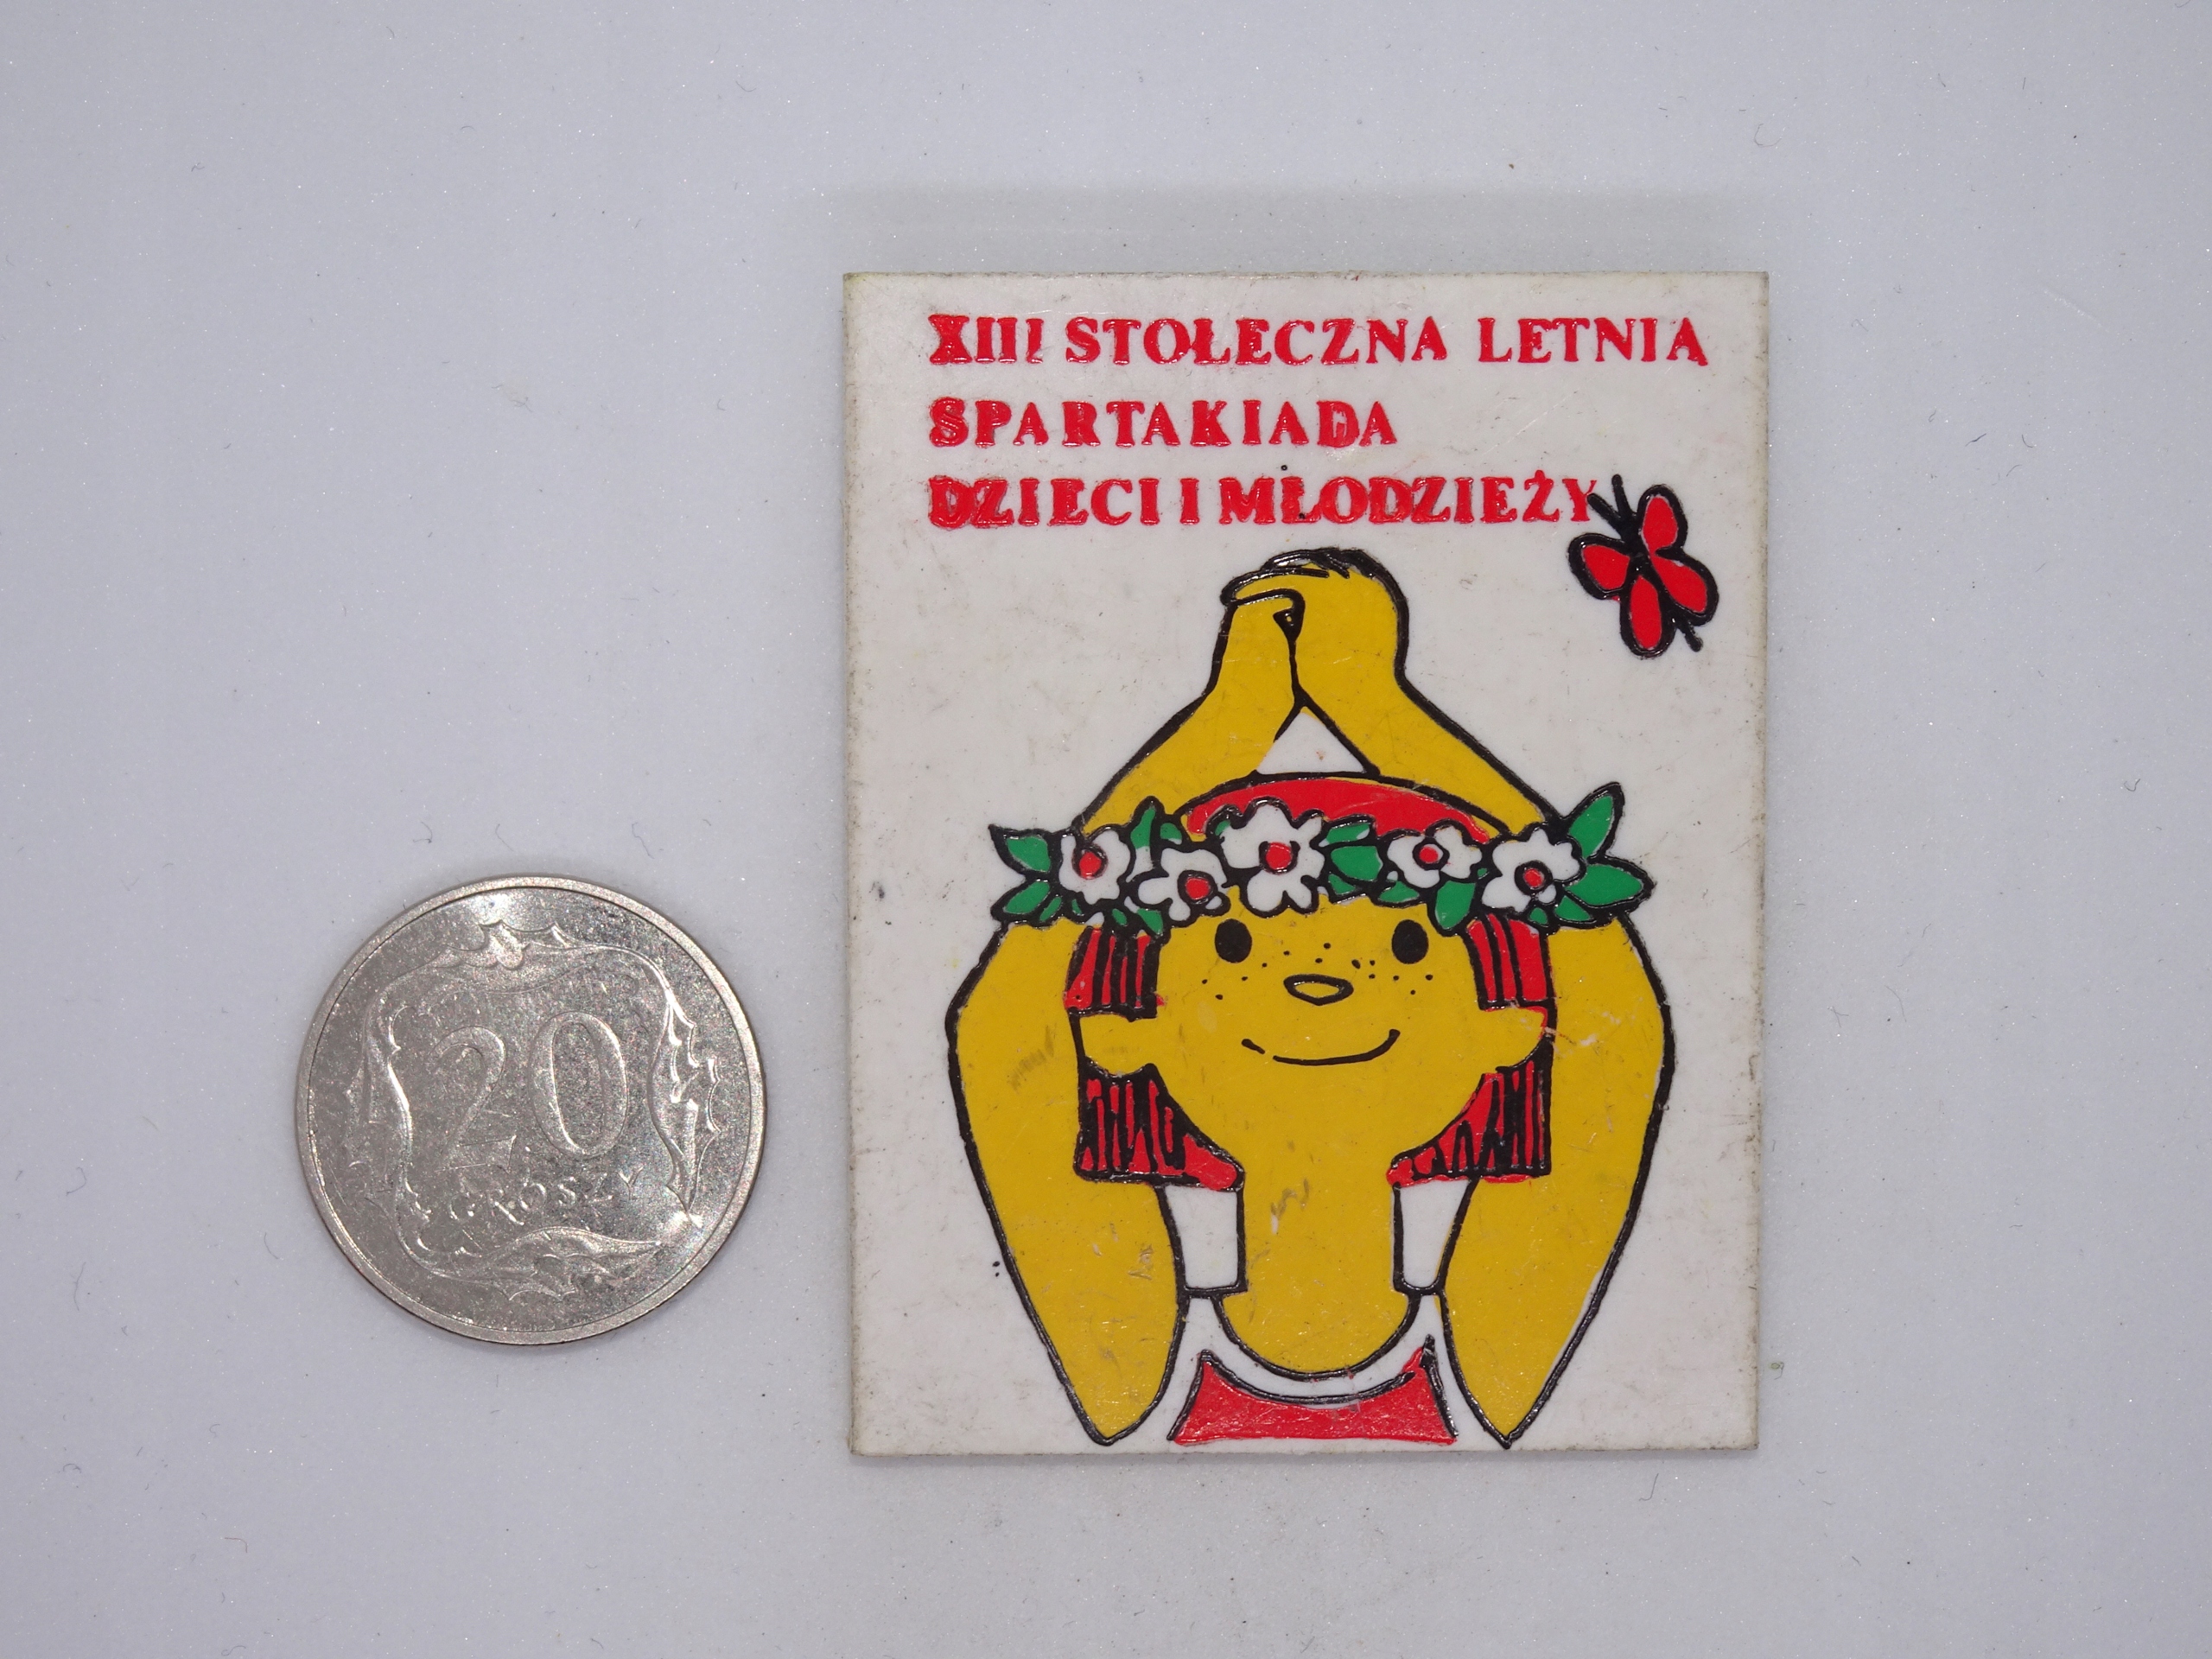 XIII STOŁECZNA LETNIA
SPARTAKIADA
DZIECI I MŁODZIEŻY
20
GROSZY